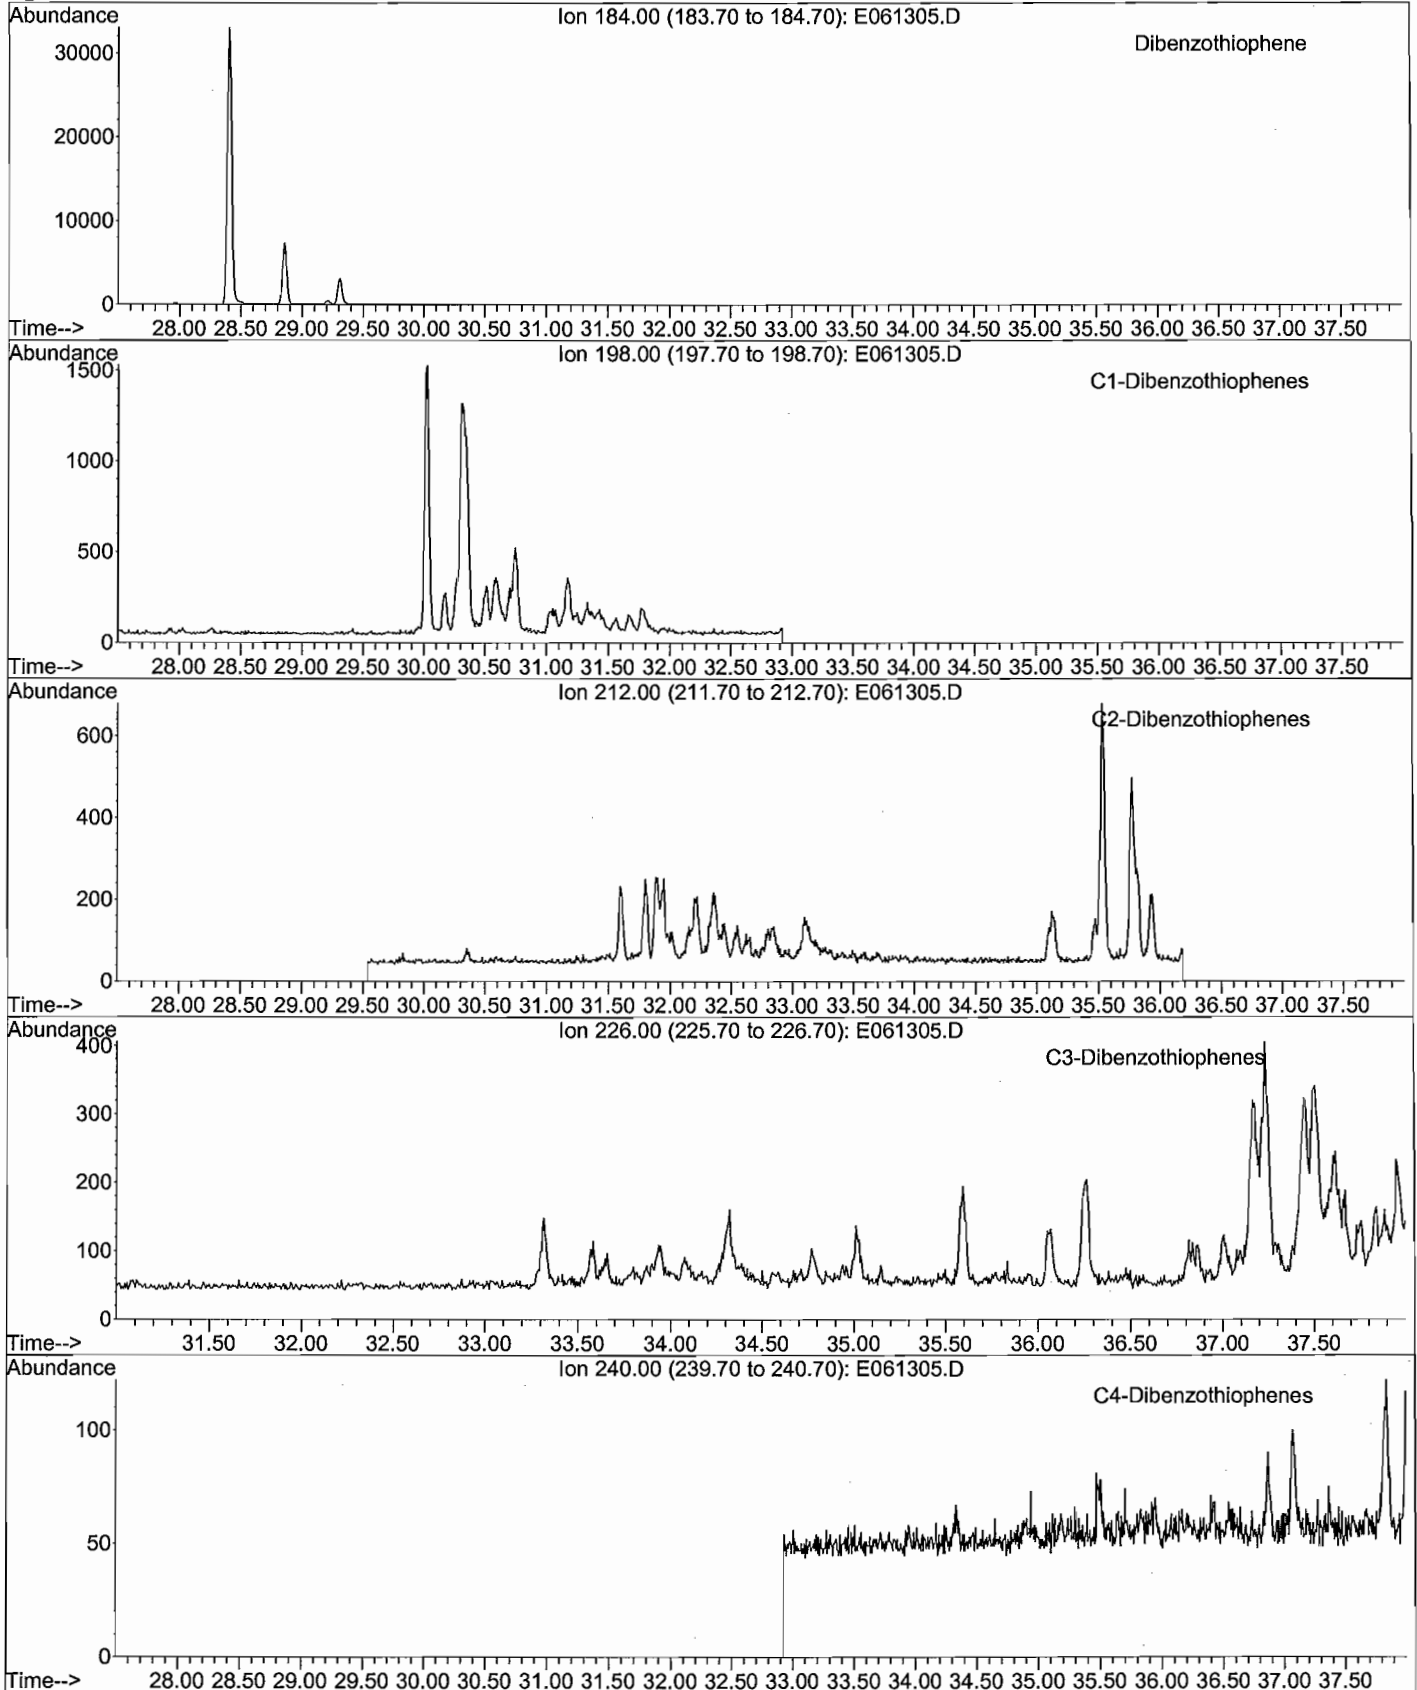 Abundance
Ion 184.00 (183.70 to 184.70): E061305.D
Dibenzothiophene
30000
20000
10000
0
Time--> 28.00 28.50 29.00 29.50 30.00 30.50 31.00 31.50 32.00 32.50 33.00 33.50 34.00 34.50 35.00 35.50 36.00 36.50 37.00 37.50
Abundance
Ion 198.00 (197.70 to 198.70): E061305.D
C1-Dibenzothiophenes
1500
1000
500
0
Time--> 28.00 28.50 29.00 29.50 30.00 30.50 31.00 31.50 32.00 32.50 33.00 33.50 34.00 34.50 35.00 35.50 36.00 36.50 37.00 37.50
Abundance
Ion 212.00 (211.70 to 212.70): E061305.D
C2-Dibenzothiophenes
600
400
200
0
Time--> 28.00 28.50 29.00 29.50 30.00 30.50 31.00 31.50 32.00 32.50 33.00 33.50 34.00 34.50 35.00 35.50 36.00 36.50 37.00 37.50
Abundance
Ion 226.00 (225.70 to 226.70): E061305.D
C3-Dibenzothiophenes
400
300
200
100
0
Time--> 31.50 32.00 32.50 33.00 33.50 34.00 34.50 35.00 35.50 36.00 36.50 37.00 37.50
Abundance
Ion 240.00 (239.70 to 240.70): E061305.D
C4-Dibenzothiophenes
100
50
0
Time--> 28.00 28.50 29.00 29.50 30.00 30.50 31.00 31.50 32.00 32.50 33.00 33.50 34.00 34.50 35.00 35.50 36.00 36.50 37.00 37.50